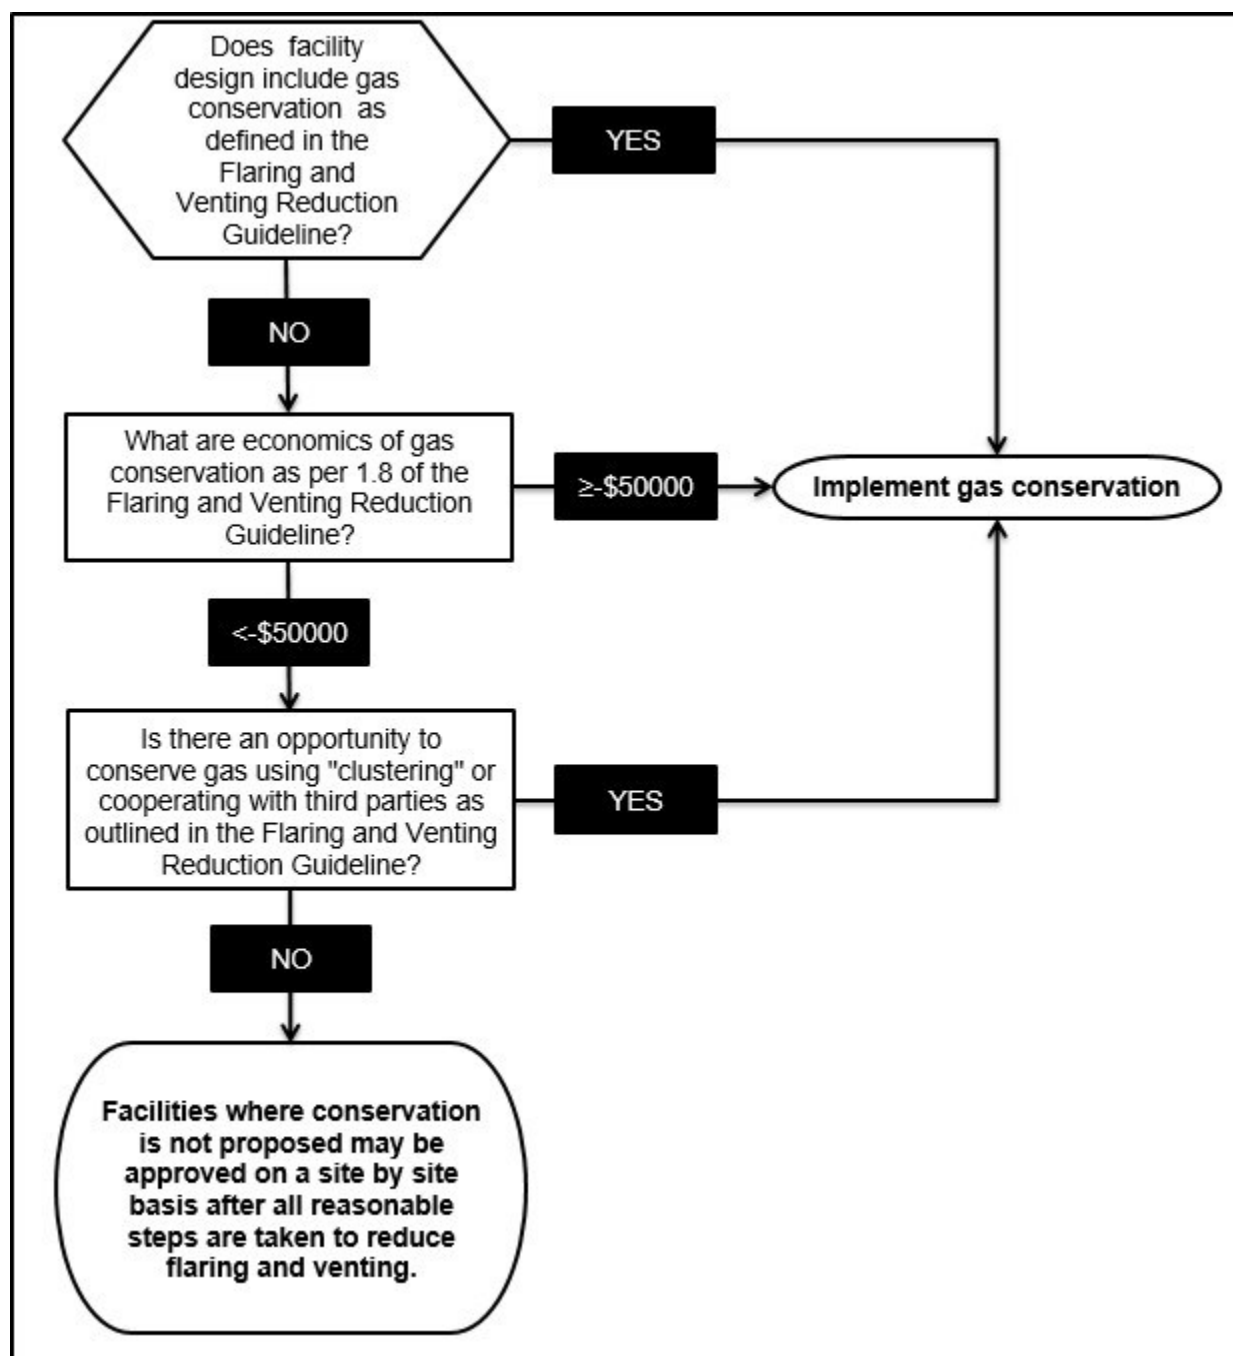 Does facility
design include gas
conservation as
defined in the
Flaring and
Venting Reduction
Guideline?
YES
NO
What are economics of gas
conservation as per 1.8 of the
Flaring and Venting Reduction
Guideline?
≥-$50000
Implement gas conservation
<-$50000
Is there an opportunity to
conserve gas using "clustering" or
cooperating with third parties as
outlined in the Flaring and Venting
Reduction Guideline?
YES
NO
Facilities where conservation
is not proposed may be
approved on a site by site
basis after all reasonable
steps are taken to reduce
flaring and venting.